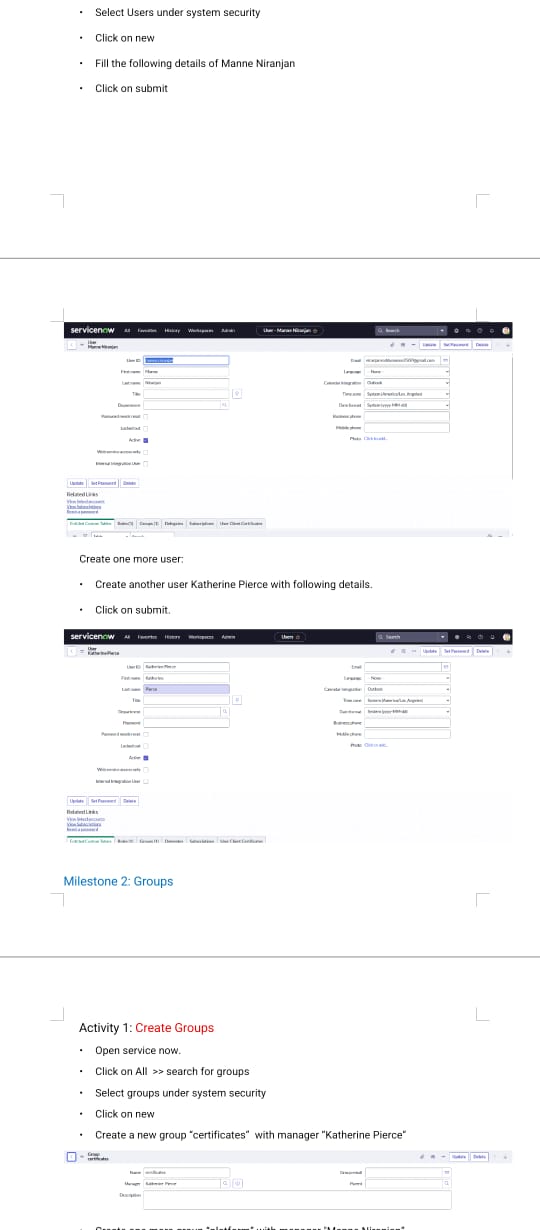 • Select Users under system security
• Click on new
• Fill the following details of Manne Niranjan
• Click on submit
servicenow All Favorites History Workspaces Admin User - Manne Niranjan Search
User
Manne Niranjan
Update Set Password Delete
User ID
Email
First name Manne
Language -- None --
Last name Niranjan
Calendar integration Outlook
Title
Time zone System (America/Los_Angeles)
Department
Date format System (yyyy-MM-dd)
Password needs reset
Business phone
Locked out
Mobile phone
Active
Photo Click to add...
Web service access only
Internal Integration User
Update Set Password Delete
Related Links
View linked accounts
View Subscriptions
Reset a password
Entitled Custom Tables Roles (1) Groups (1) Delegates Subscriptions User Client Certificates
Create one more user:
• Create another user Katherine Pierce with following details.
• Click on submit.
servicenow All Favorites History Workspaces Admin Users Search
User
Katherine Pierce
Update Set Password Delete
User ID Katherine Pierce
Email
First name Katherine
Language -- None --
Last name Pierce
Calendar integration Outlook
Title
Time zone System (America/Los_Angeles)
Department
Date format System (yyyy-MM-dd)
Password
Business phone
Password needs reset
Mobile phone
Locked out
Photo Click to add...
Active
Web service access only
Internal Integration User
Update Set Password Delete
Related Links
View linked accounts
View Subscriptions
Reset a password
Entitled Custom Tables Roles (1) Groups (1) Delegates Subscriptions User Client Certificates
Milestone 2: Groups
Activity 1: Create Groups
• Open service now.
• Click on All >> search for groups
• Select groups under system security
• Click on new
• Create a new group “certificates” with manager “Katherine Pierce”
Group
certificates
Update Delete
Name certificates
Group email
Manager Katherine Pierce
Parent
Description
• Create one more group “platform” with manager “Manne Niranjan”